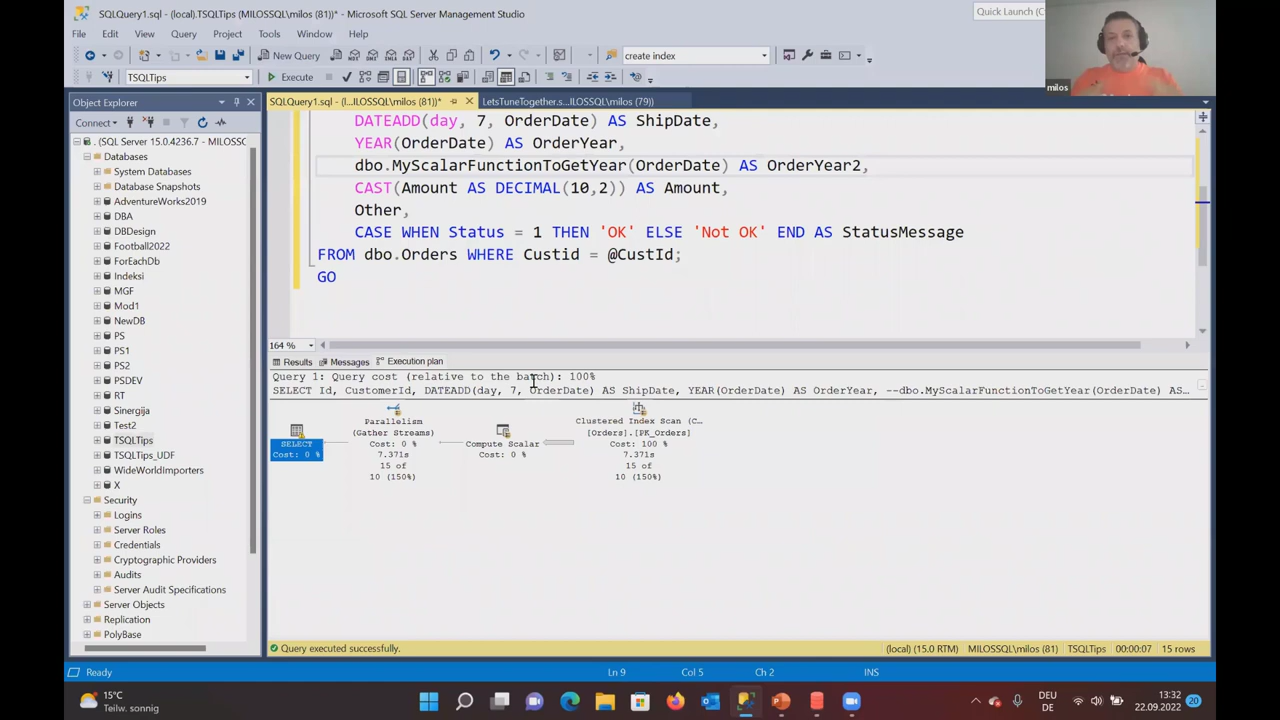 SQLQuery1.sql - (local).TSQLTips (MILOSSQL\milos (81))* - Microsoft SQL Server Management Studio
Quick Launch (C
File Edit View Query Project Tools Window Help
New Query
create index
TSQLTips
Execute
milos
Object Explorer
SQLQuery1.sql - (l...ILOSSQL\milos (81))*
LetsTuneTogether.s...ILOSSQL\milos (79))
Connect
. (SQL Server 15.0.4236.7 - MILOSSC
Databases
System Databases
Database Snapshots
AdventureWorks2019
DBA
DBDesign
Football2022
ForEachDb
Indeksi
MGF
Mod1
NewDB
PS
PS1
PS2
PSDEV
RT
Sinergija
Test2
TSQLTips
TSQLTips_UDF
WideWorldImporters
X
Security
Logins
Server Roles
Credentials
Cryptographic Providers
Audits
Server Audit Specifications
Server Objects
Replication
PolyBase
DATEADD(day, 7, OrderDate) AS ShipDate,
YEAR(OrderDate) AS OrderYear,
dbo.MyScalarFunctionToGetYear(OrderDate) AS OrderYear2,
CAST(Amount AS DECIMAL(10,2)) AS Amount,
Other,
CASE WHEN Status = 1 THEN 'OK' ELSE 'Not OK' END AS StatusMessage
FROM dbo.Orders WHERE Custid = @CustId;
GO
164 %
Results Messages Execution plan
Query 1: Query cost (relative to the batch): 100%
SELECT Id, CustomerId, DATEADD(day, 7, OrderDate) AS ShipDate, YEAR(OrderDate) AS OrderYear, --dbo.MyScalarFunctionToGetYear(OrderDate) AS...
SELECT
Cost: 0 %
Parallelism
(Gather Streams)
Cost: 0 %
7.371s
15 of
10 (150%)
Compute Scalar
Cost: 0 %
Clustered Index Scan (C...
[Orders].[PK_Orders]
Cost: 100 %
7.371s
15 of
10 (150%)
Query executed successfully.
(local) (15.0 RTM) MILOSSQL\milos (81) TSQLTips 00:00:07 15 rows
Ready
Ln 9
Col 5
Ch 2
INS
15°C
Teilw. sonnig
DEU
DE
13:32
22.09.2022
20